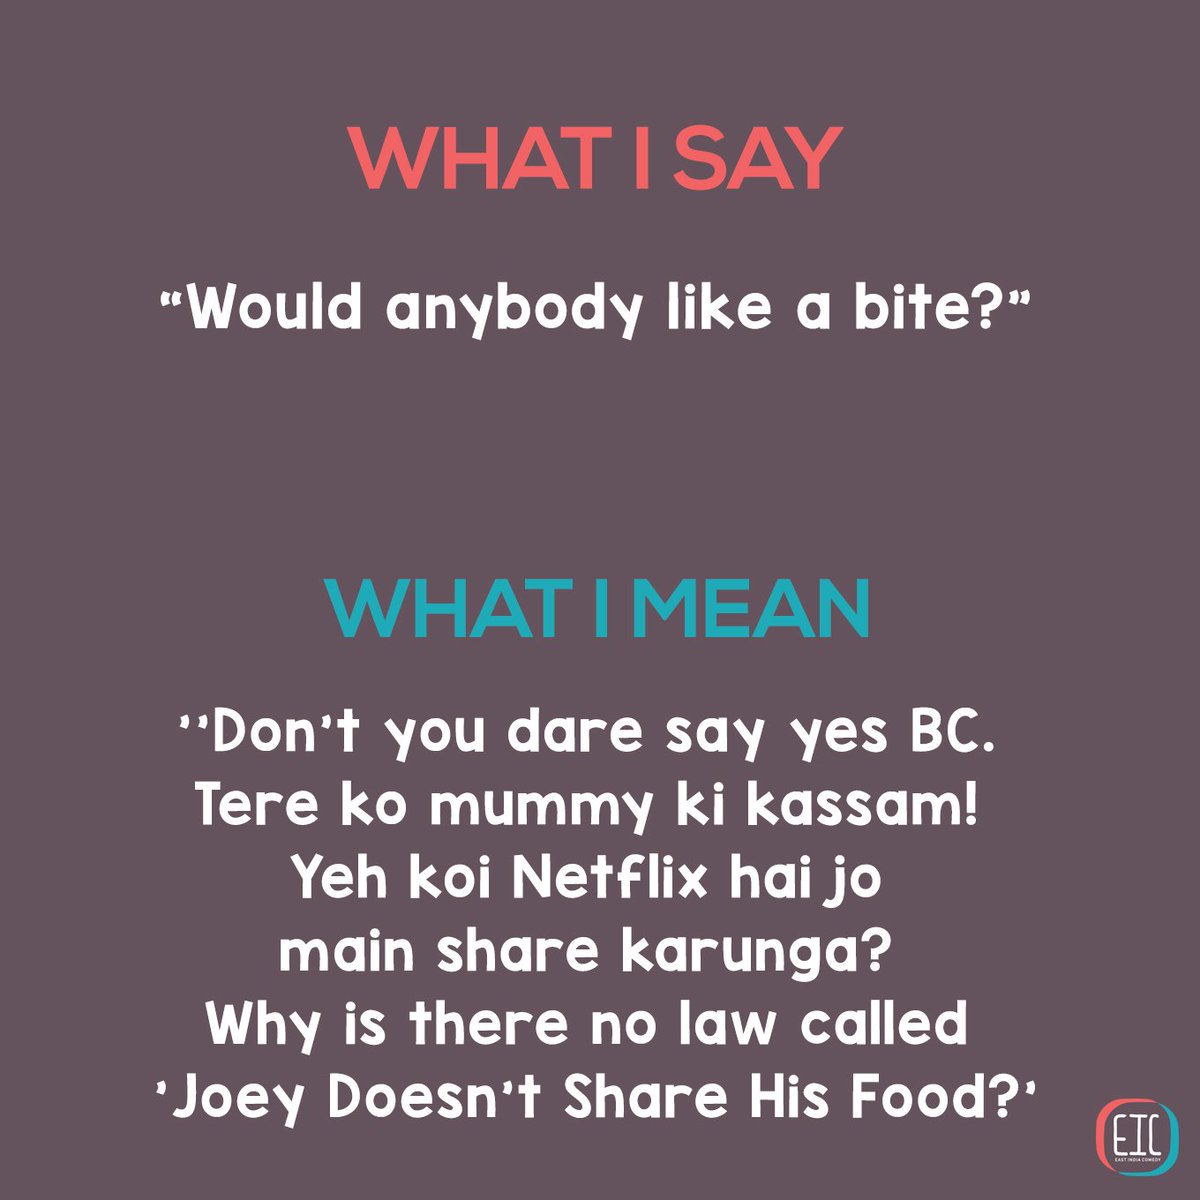 WHAT I SAY
“Would anybody like a bite?”
WHAT I MEAN
''Don't you dare say yes BC.
Tere ko mummy ki kassam!
Yeh koi Netflix hai jo
main share karunga?
Why is there no law called
'Joey Doesn't Share His Food?'
EIC
EAST INDIA COMEDY